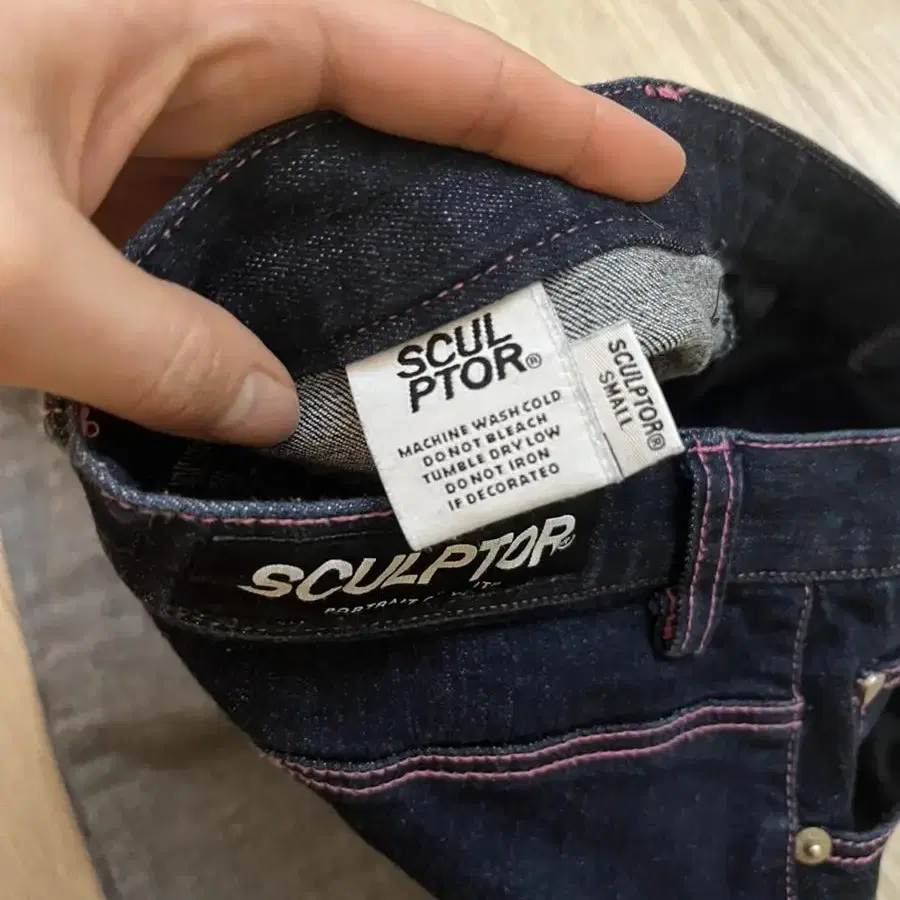 SCUL
PTOR®
MACHINE WASH COLD
DO NOT BLEACH
TUMBLE DRY LOW
DO NOT IRON
IF DECORATED
SCULPTOR®
SMALL
SCULPTOR®
PORTRAIT